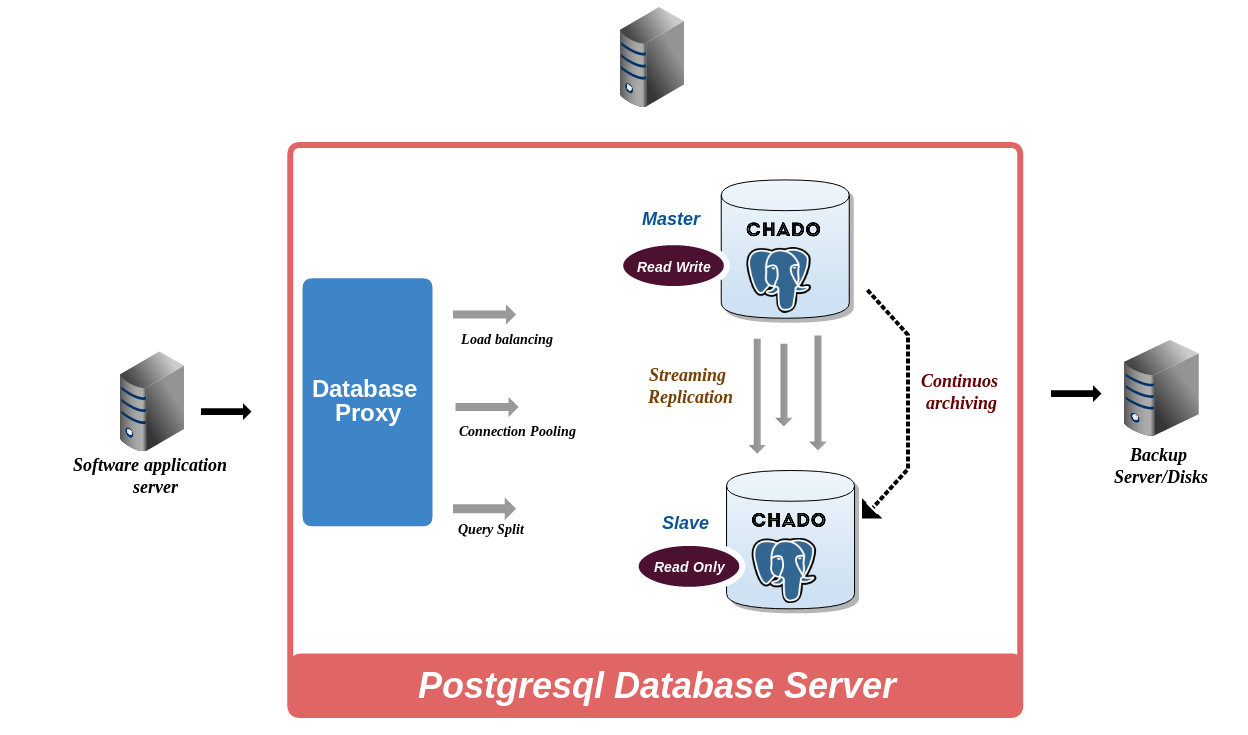 CHADO
Master
Read Write
Load balancing
Streaming
Replication
Continuos
archiving
Database
Proxy
Connection Pooling
Software application
server
Backup
Server/Disks
CHADO
Slave
Query Split
Read Only
Postgresql Database Server